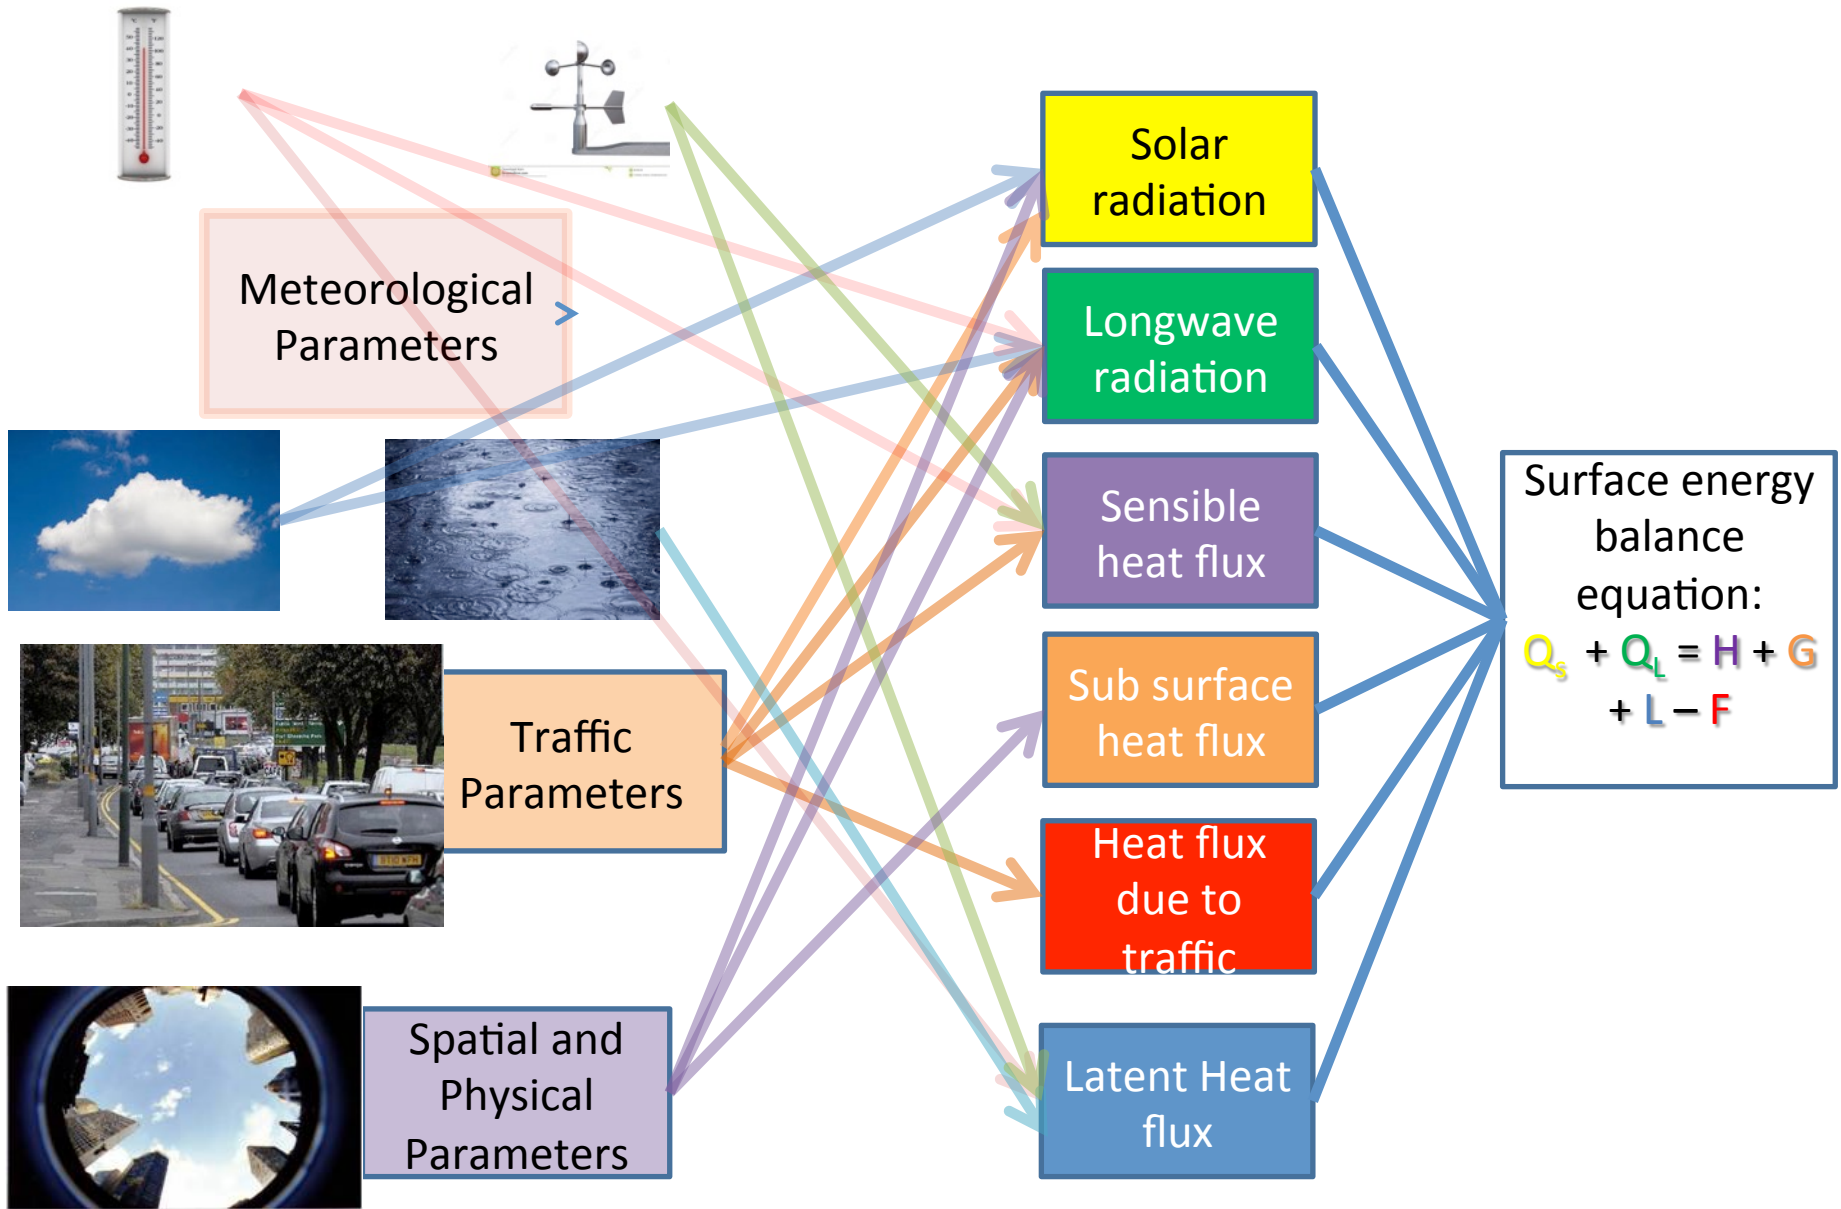 Meteorological
Parameters
Traffic
Parameters
Spatial and
Physical
Parameters
Solar
radiation
Longwave
radiation
Sensible
heat flux
Sub surface
heat flux
Heat flux
due to
traffic
Latent Heat
flux
Surface energy
balance
equation:
Qs + QL = H + G
+ L – F